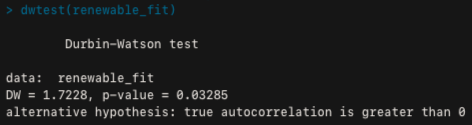 > dwtest(renewable_fit)
Durbin-Watson test
data:  renewable_fit
DW = 1.7228, p-value = 0.03285
alternative hypothesis: true autocorrelation is greater than 0